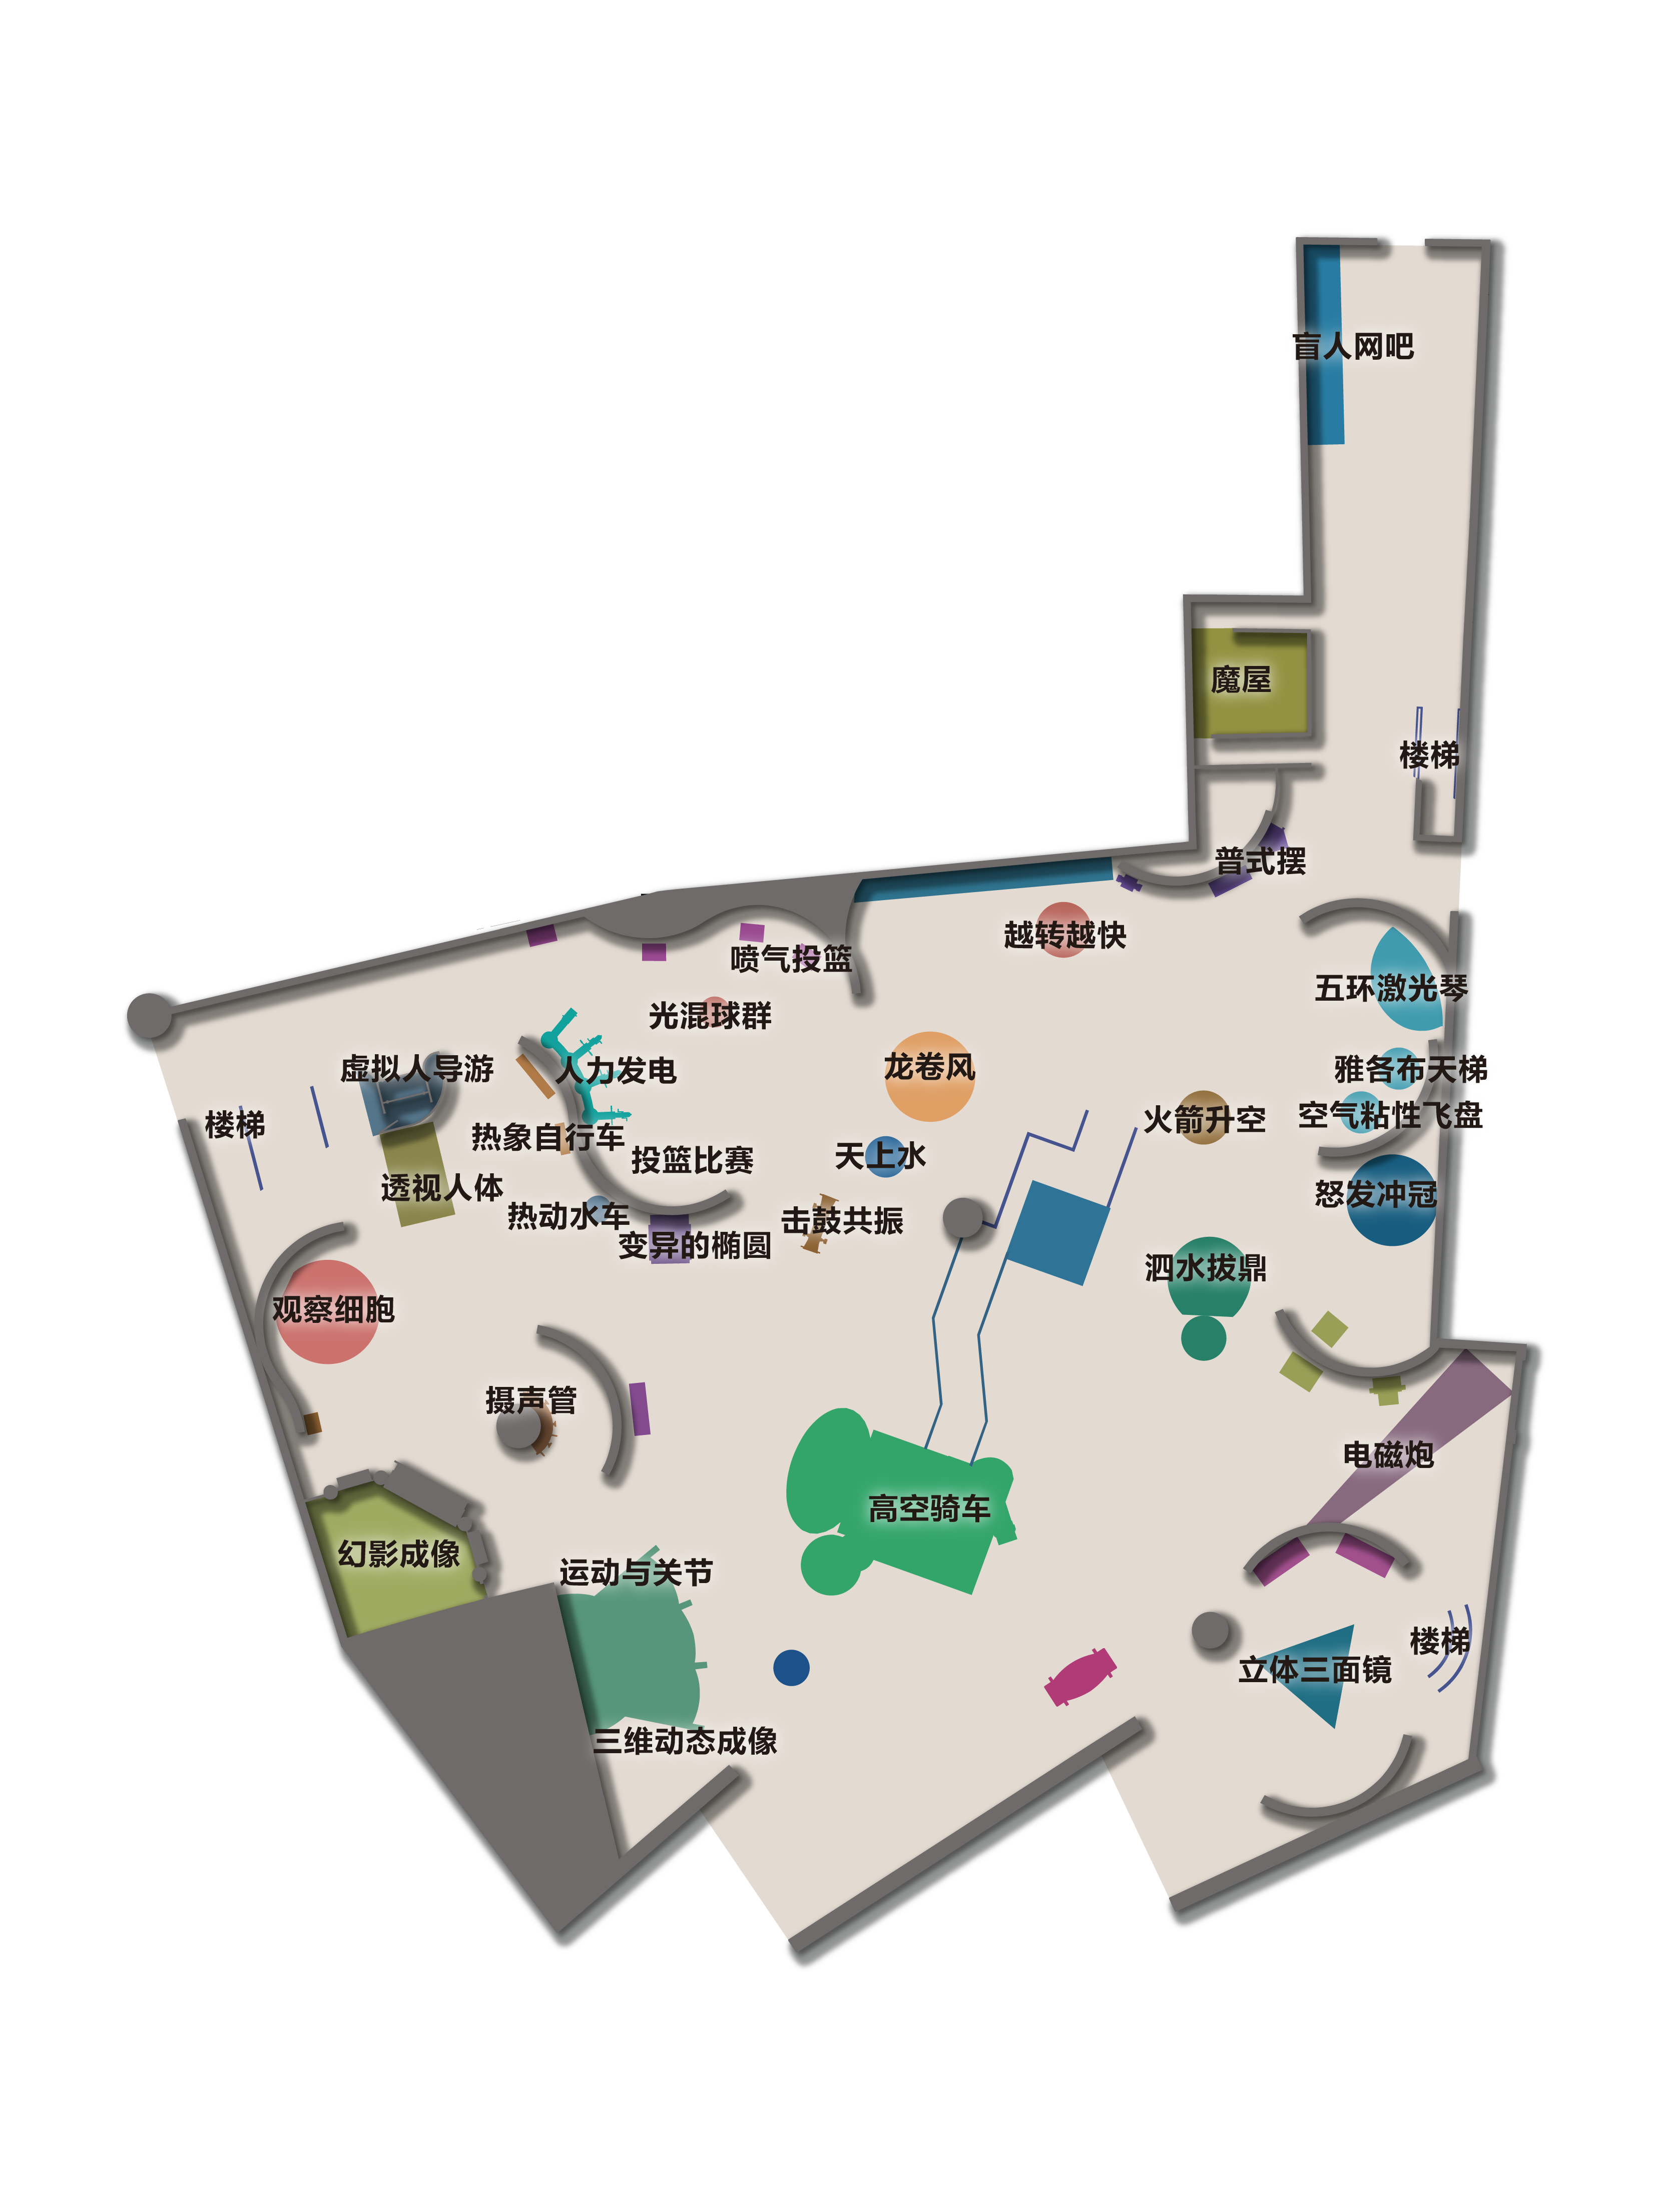 盲人网吧
魔屋
楼梯
普式摆
越转越快
喷气投篮
五环激光琴
光混球群
虚拟人导游
人力发电
龙卷风
雅各布天梯
楼梯
火箭升空
空气粘性飞盘
热象自行车
投篮比赛
天上水
透视人体
怒发冲冠
热动水车
击鼓共振
变异的椭圆
泗水拔鼎
观察细胞
摄声管
电磁炮
高空骑车
幻影成像
运动与关节
楼梯
立体三面镜
三维动态成像